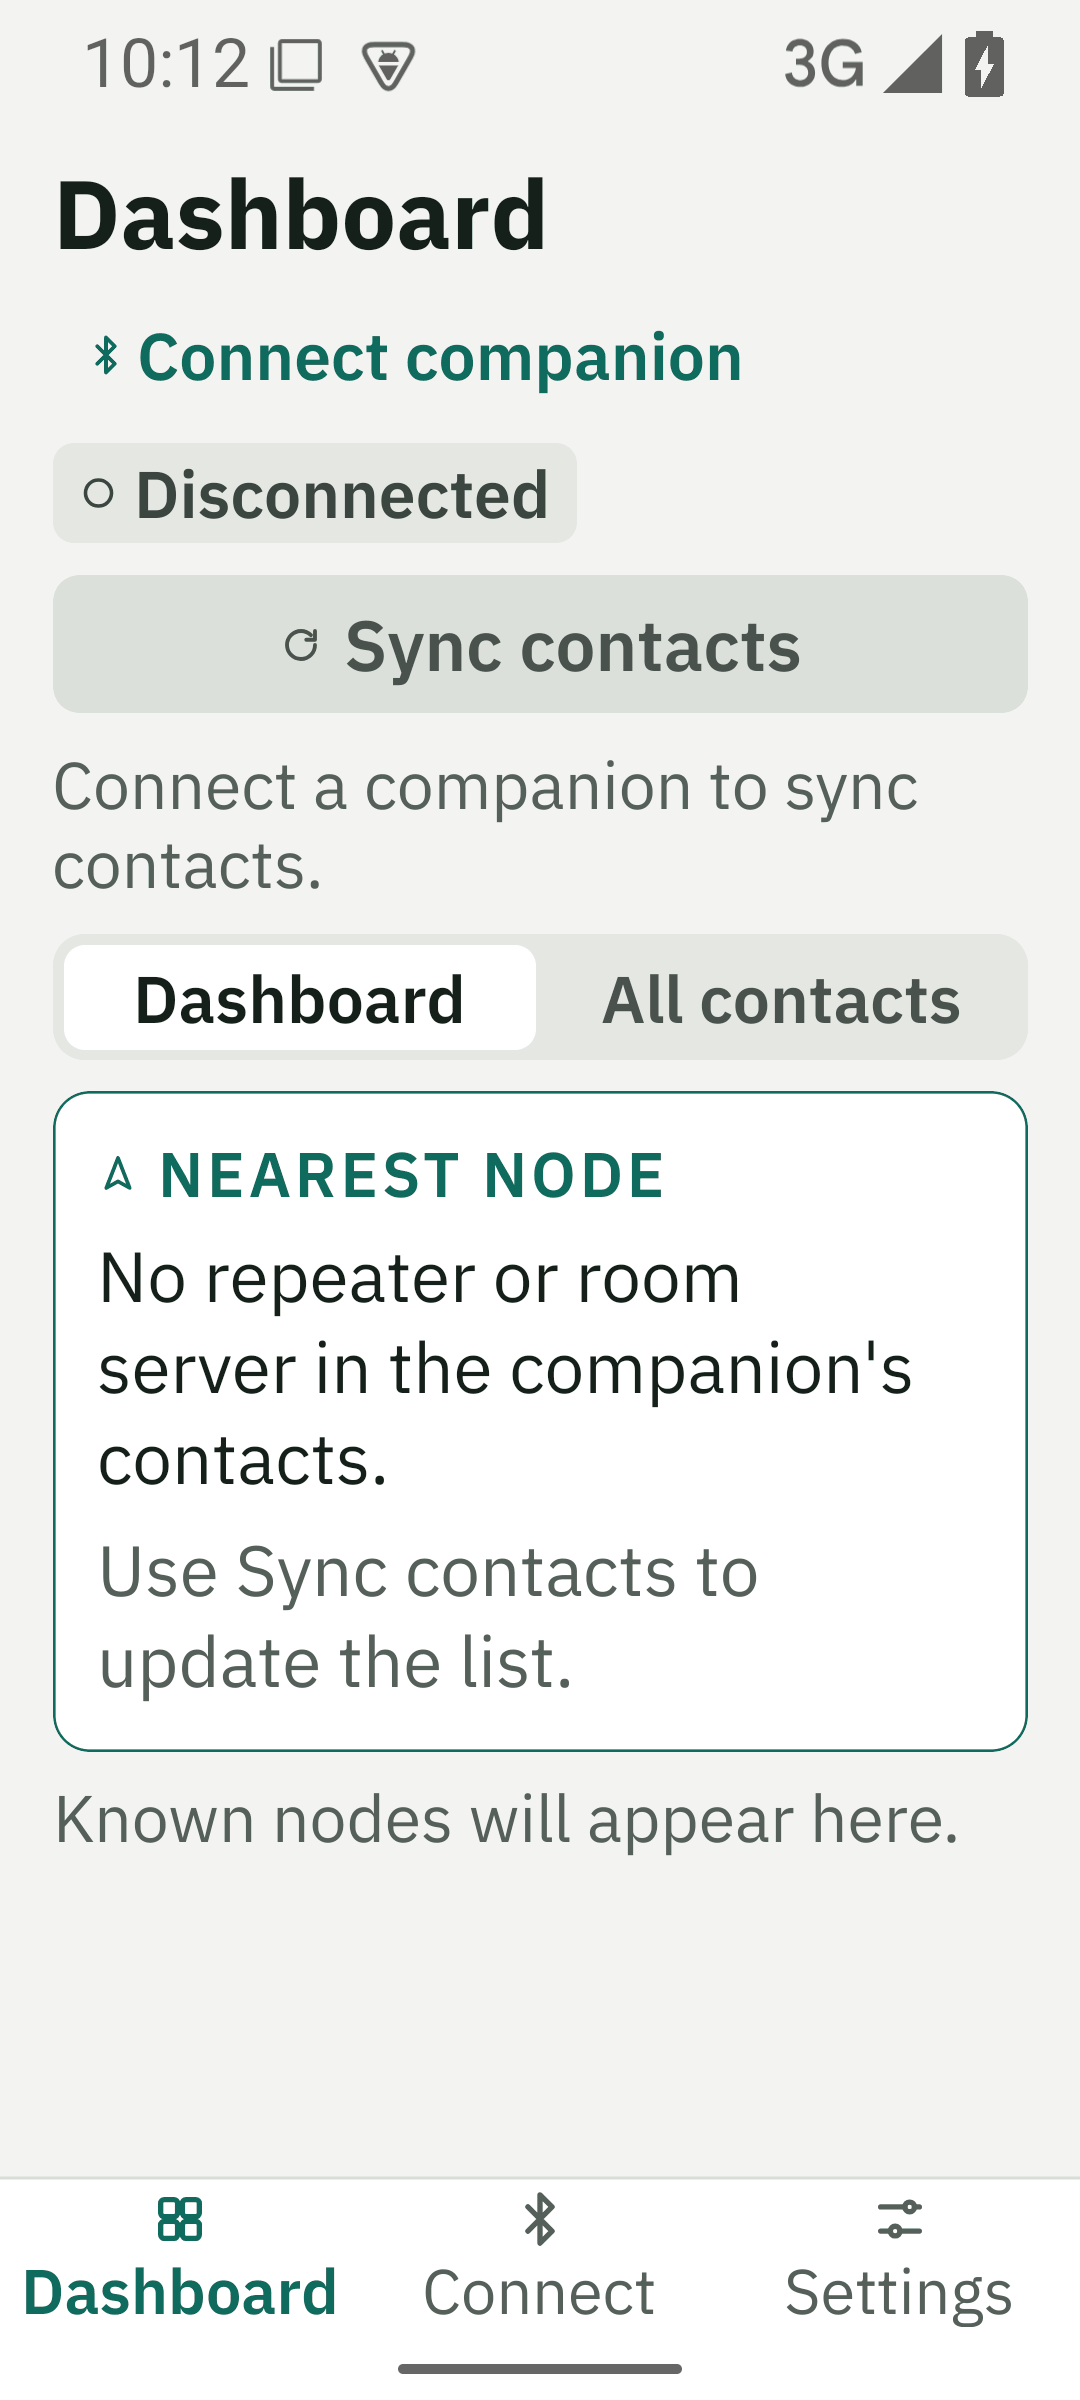 10:12
3G
Dashboard
Connect companion
Disconnected
Sync contacts
Connect a companion to sync
contacts.
Dashboard
All contacts
NEAREST NODE
No repeater or room
server in the companion's
contacts.
Use Sync contacts to
update the list.
Known nodes will appear here.
Dashboard
Connect
Settings